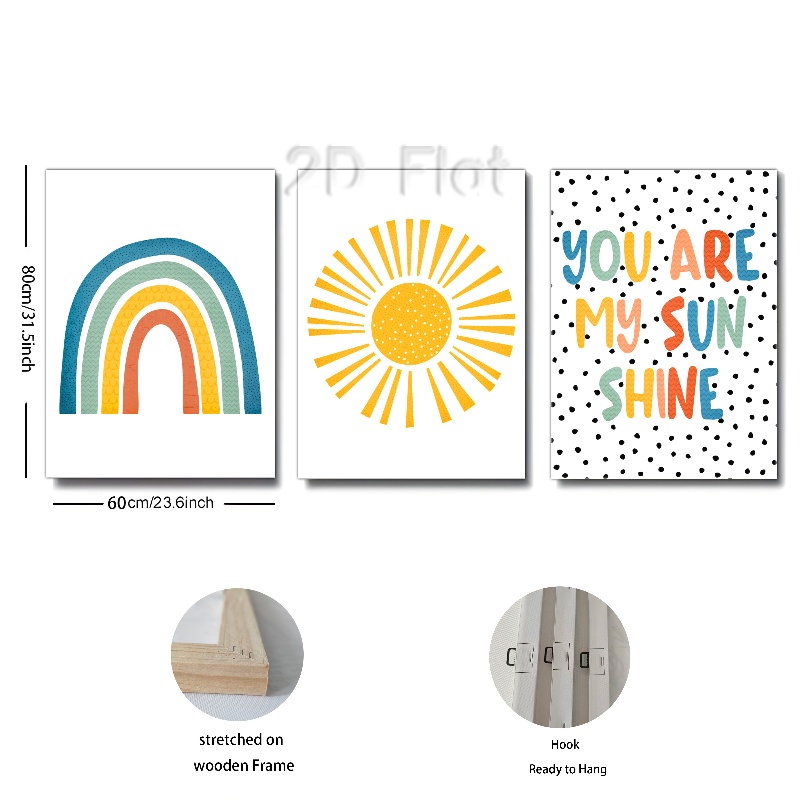 2D Flat
80cm/31.5inch
YOU ARE
MY SUN
SHINE
60cm/23.6inch
stretched on
wooden Frame
Hook
Ready to Hang